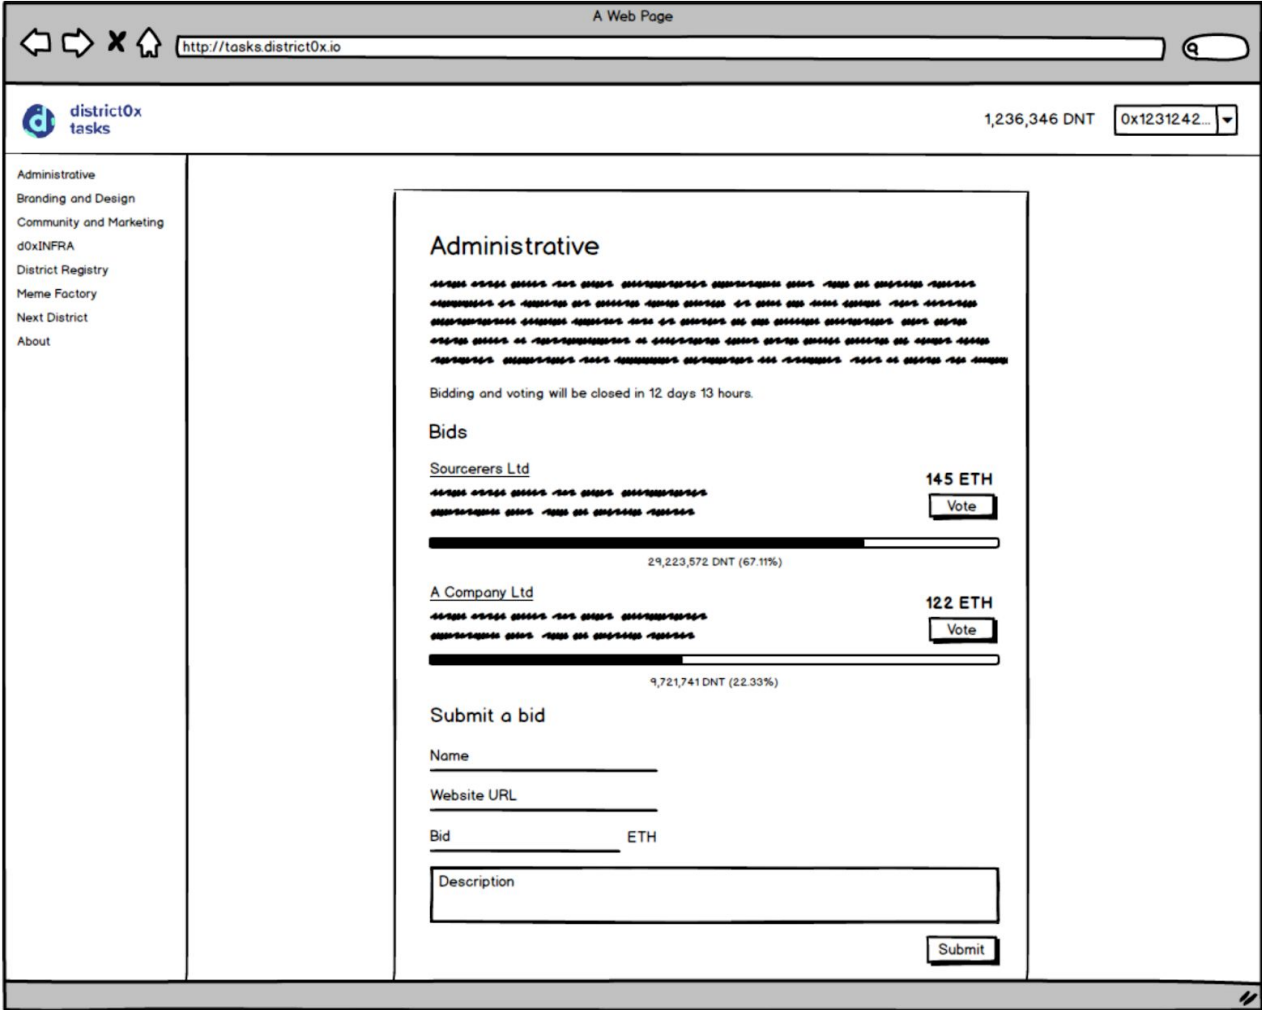 A Web Page
http://tasks.district0x.io
district0x
tasks
1,236,346 DNT
0x1231242...
Administrative
Branding and Design
Community and Marketing
d0xINFRA
District Registry
Meme Factory
Next District
About
Administrative
Bidding and voting will be closed in 12 days 13 hours.
Bids
Sourcerers Ltd
145 ETH
Vote
29,223,572 DNT (67.11%)
A Company Ltd
122 ETH
Vote
9,721,741 DNT (22.33%)
Submit a bid
Name
Website URL
Bid
ETH
Description
Submit